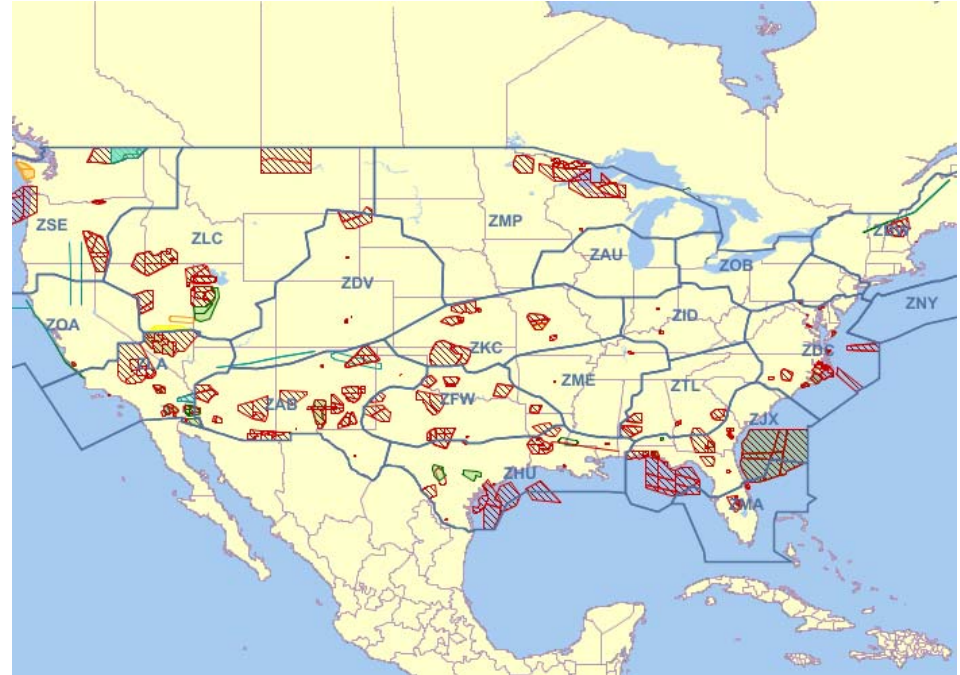 ZSE
ZLC
ZMP
ZAU
ZOB
ZNY
ZOA
ZDV
ZID
ZDC
ZLA
ZKC
ZME
ZTL
ZAB
ZFW
ZJX
ZHU
ZMA